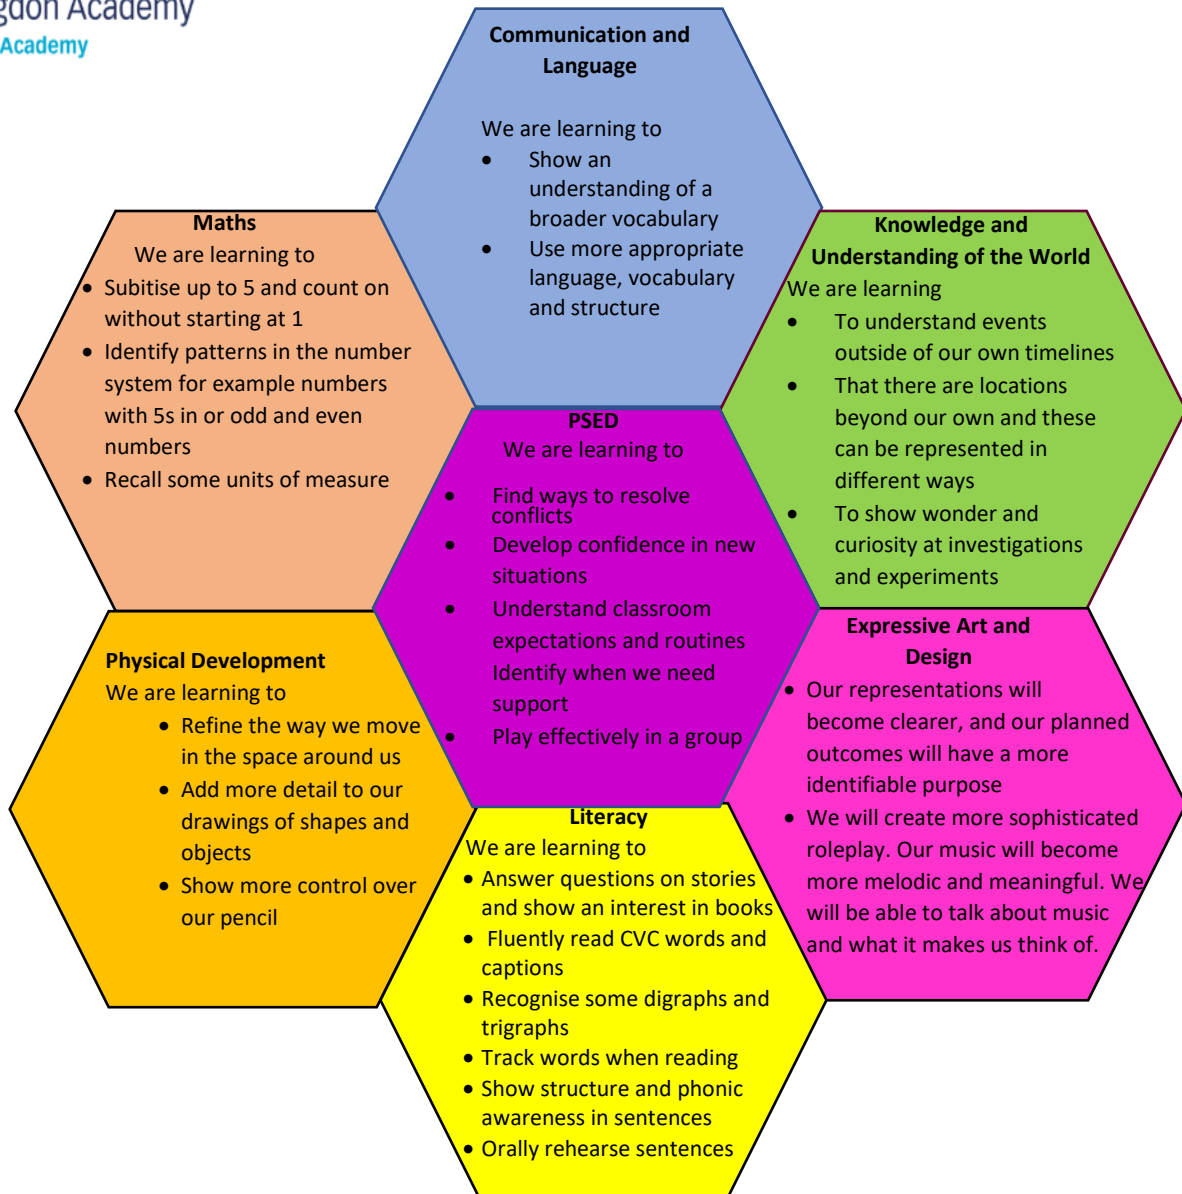 Academy
Academy
Communication and
Language
We are learning to
• Show an
understanding of a
broader vocabulary
• Use more appropriate
language, vocabulary
and structure
Maths
We are learning to
• Subitise up to 5 and count on
without starting at 1
• Identify patterns in the number
system for example numbers
with 5s in or odd and even
numbers
• Recall some units of measure
Knowledge and
Understanding of the World
We are learning
• To understand events
outside of our own timelines
• That there are locations
beyond our own and these
can be represented in
different ways
• To show wonder and
curiosity at investigations
and experiments
PSED
We are learning to
• Find ways to resolve
conflicts
• Develop confidence in new
situations
• Understand classroom
expectations and routines
Identify when we need
support
• Play effectively in a group
Physical Development
We are learning to
• Refine the way we move
in the space around us
• Add more detail to our
drawings of shapes and
objects
• Show more control over
our pencil
Expressive Art and
Design
• Our representations will
become clearer, and our planned
outcomes will have a more
identifiable purpose
• We will create more sophisticated
roleplay. Our music will become
more melodic and meaningful. We
will be able to talk about music
and what it makes us think of.
Literacy
We are learning to
• Answer questions on stories
and show an interest in books
• Fluently read CVC words and
captions
• Recognise some digraphs and
trigraphs
• Track words when reading
• Show structure and phonic
awareness in sentences
• Orally rehearse sentences